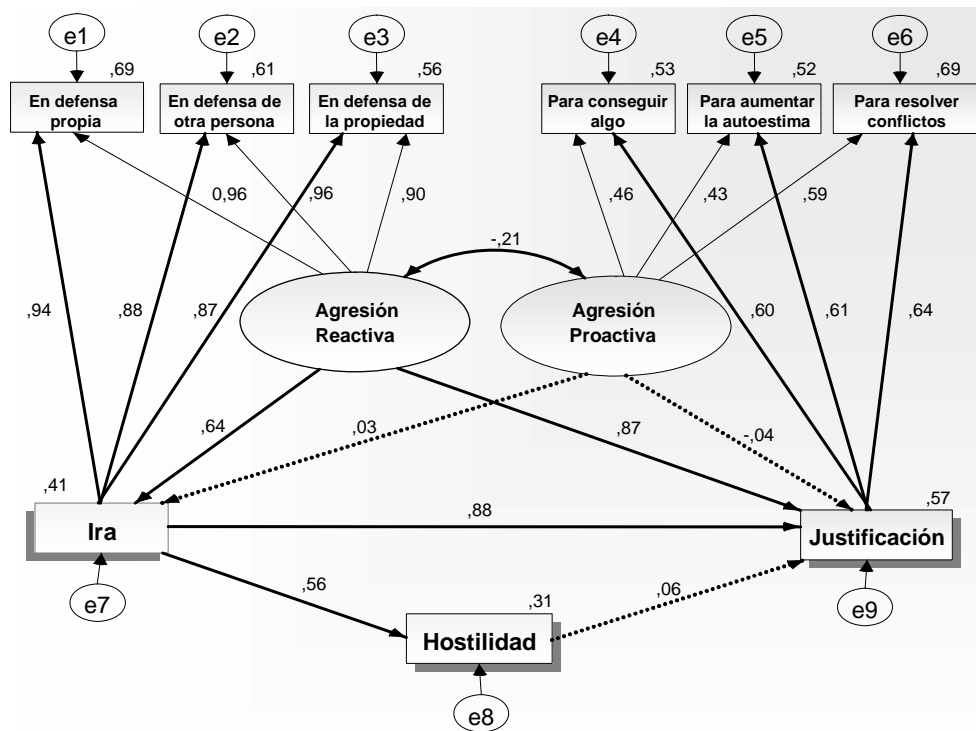 e1
e2
e3
e4
e5
e6
,69
,61
,56
,53
,52
,69
En defensa
propia
En defensa de
otra persona
En defensa de
la propiedad
Para conseguir
algo
Para aumentar
la autoestima
Para resolver
conflictos
0,96
,96
,90
,46
,43
,59
-,21
Agresión
Reactiva
Agresión
Proactiva
,94
,88
,87
,60
,61
,64
,64
,03
,87
-,04
,41
Ira
,88
,57
Justificación
e7
,56
,31
Hostilidad
,06
e9
e8